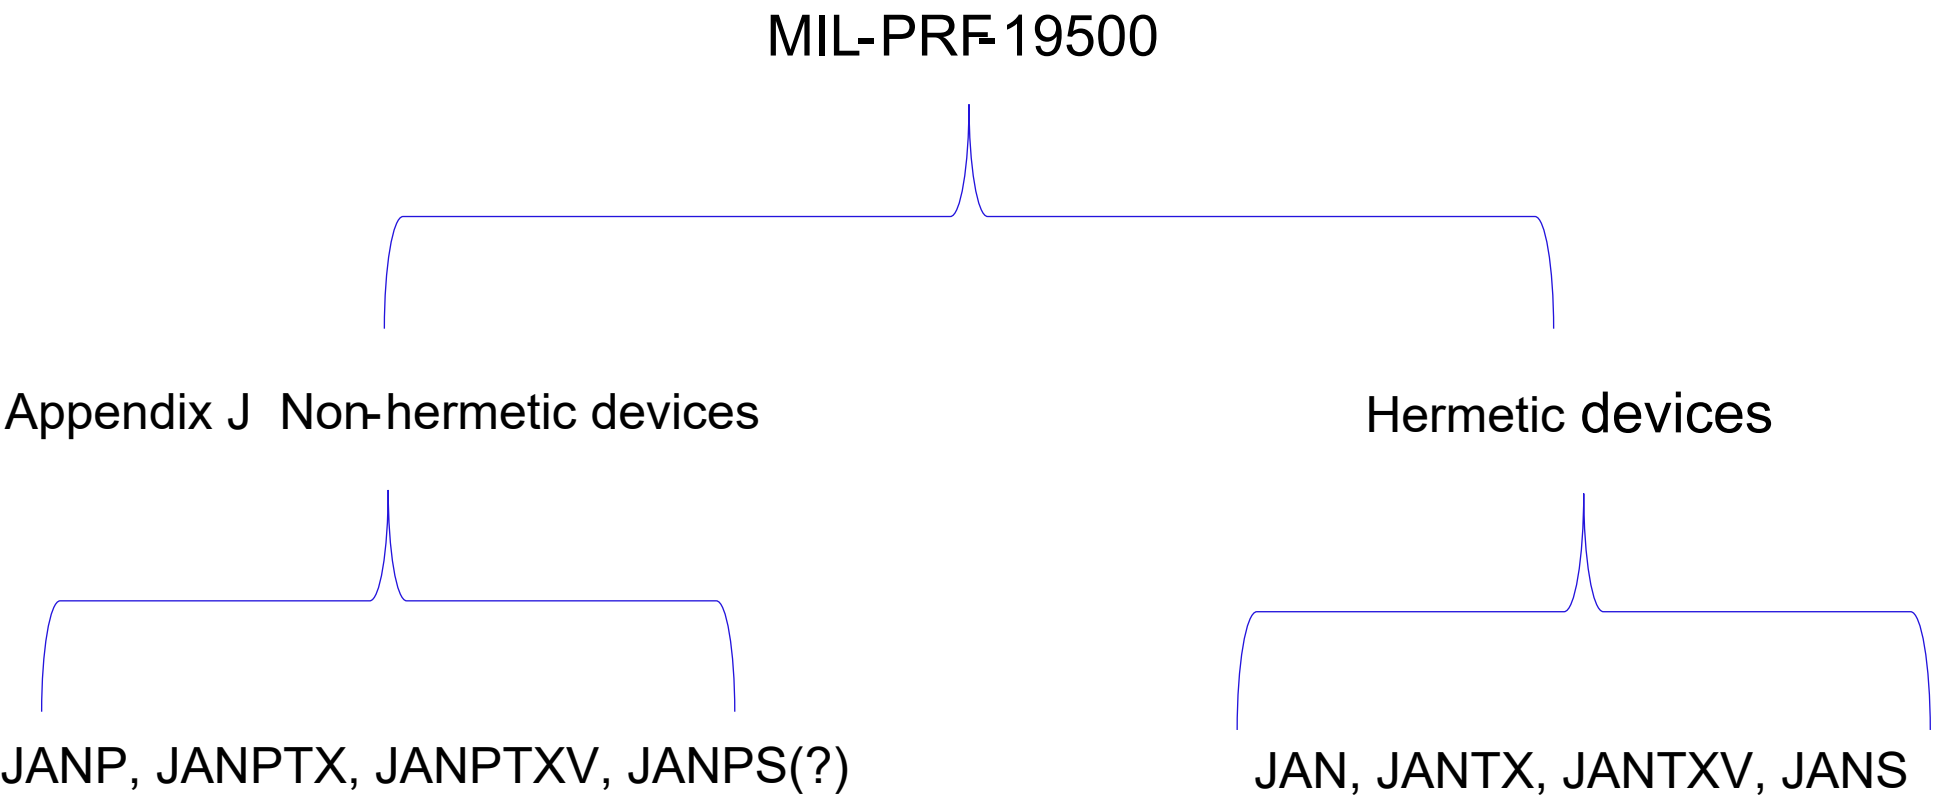 MIL-PRF-19500
Appendix J Non-hermetic devices
Hermetic devices
JANP, JANPTX, JANPTXV, JANPS(?)
JAN, JANTX, JANTXV, JANS